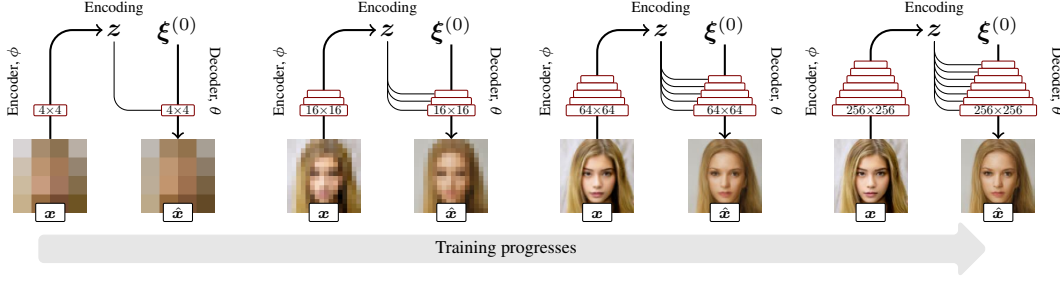 Encoding
z ξ(0)
Encoder, φ
Decoder, θ
4×4 4×4
x x̂
Encoding
z ξ(0)
Encoder, φ
Decoder, θ
16×16 16×16
x x̂
Encoding
z ξ(0)
Encoder, φ
Decoder, θ
64×64 64×64
x x̂
Encoding
z ξ(0)
Encoder, φ
Decoder, θ
256×256 256×256
x x̂
Training progresses